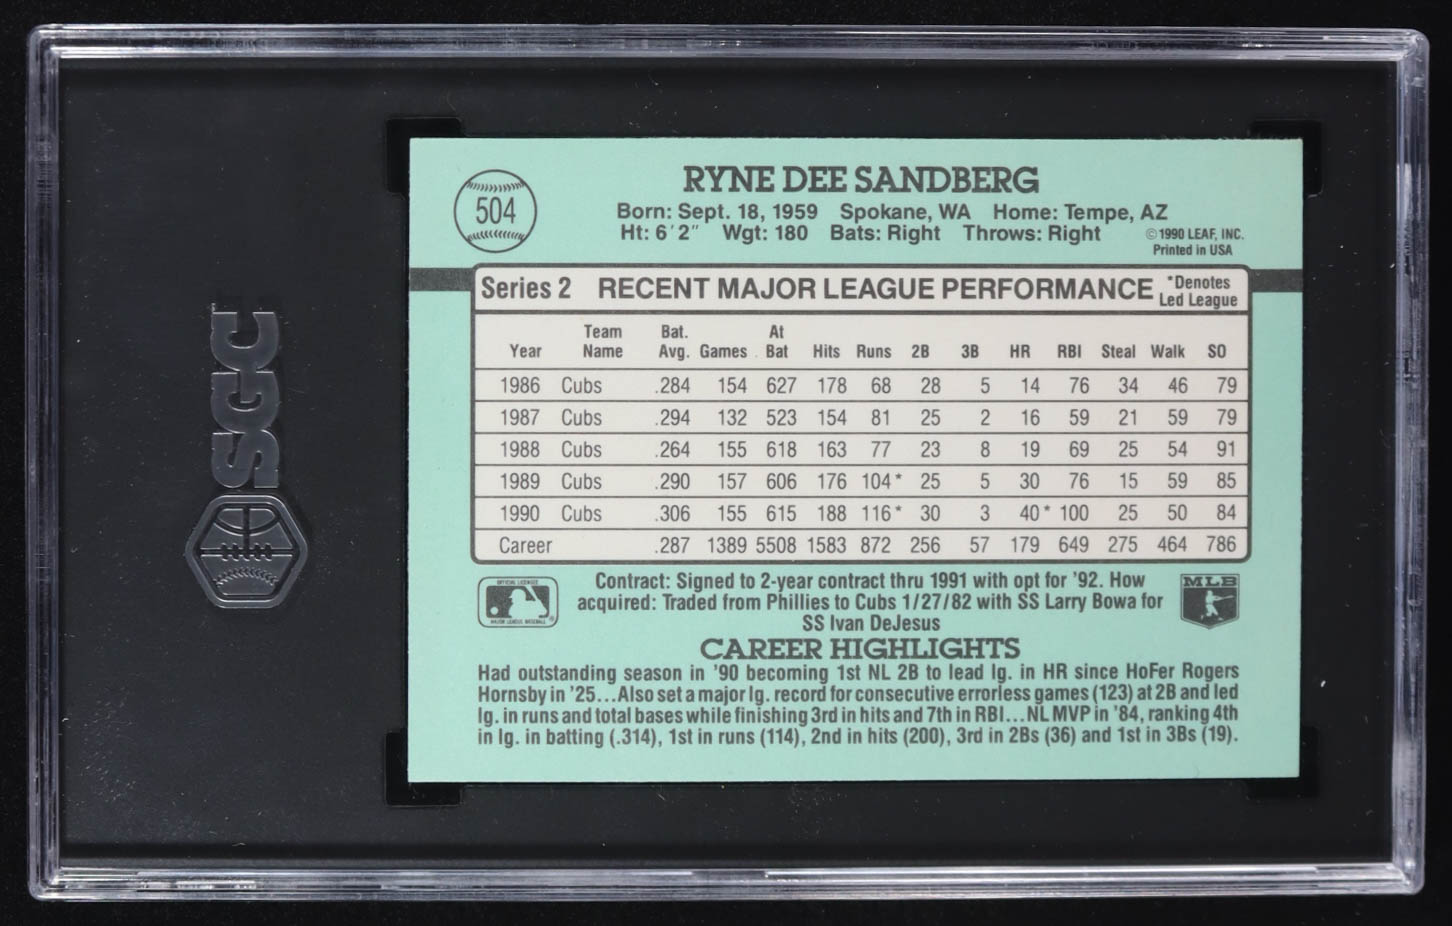 SGC
504
RYNE DEE SANDBERG
Born: Sept. 18, 1959 Spokane, WA Home: Tempe, AZ
Ht: 6'2" Wgt: 180 Bats: Right Throws: Right
©1990 LEAF, INC.
Printed in USA
Series 2 RECENT MAJOR LEAGUE PERFORMANCE *Denotes
Led League
Year Team Name Bat. Avg. Games At Bat Hits Runs 2B 3B HR RBI Steal Walk SO
1986 Cubs .284 154 627 178 68 28 5 14 76 34 46 79
1987 Cubs .294 132 523 154 81 25 2 16 59 21 59 79
1988 Cubs .264 155 618 163 77 23 8 19 69 25 54 91
1989 Cubs .290 157 606 176 104* 25 5 30 76 15 59 85
1990 Cubs .306 155 615 188 116* 30 3 40* 100 25 50 84
Career .287 1389 5508 1583 872 256 57 179 649 275 464 786
OFFICIAL LICENSEE
MAJOR LEAGUE BASEBALL
Contract: Signed to 2-year contract thru 1991 with opt for '92. How
acquired: Traded from Phillies to Cubs 1/27/82 with SS Larry Bowa for
SS Ivan DeJesus
MLB
CAREER HIGHLIGHTS
Had outstanding season in '90 becoming 1st NL 2B to lead lg. in HR since HoFer Rogers
Hornsby in '25...Also set a major lg. record for consecutive errorless games (123) at 2B and led
lg. in runs and total bases while finishing 3rd in hits and 7th in RBI...NL MVP in '84, ranking 4th
in lg. in batting (.314), 1st in runs (114), 2nd in hits (200), 3rd in 2Bs (36) and 1st in 3Bs (19).